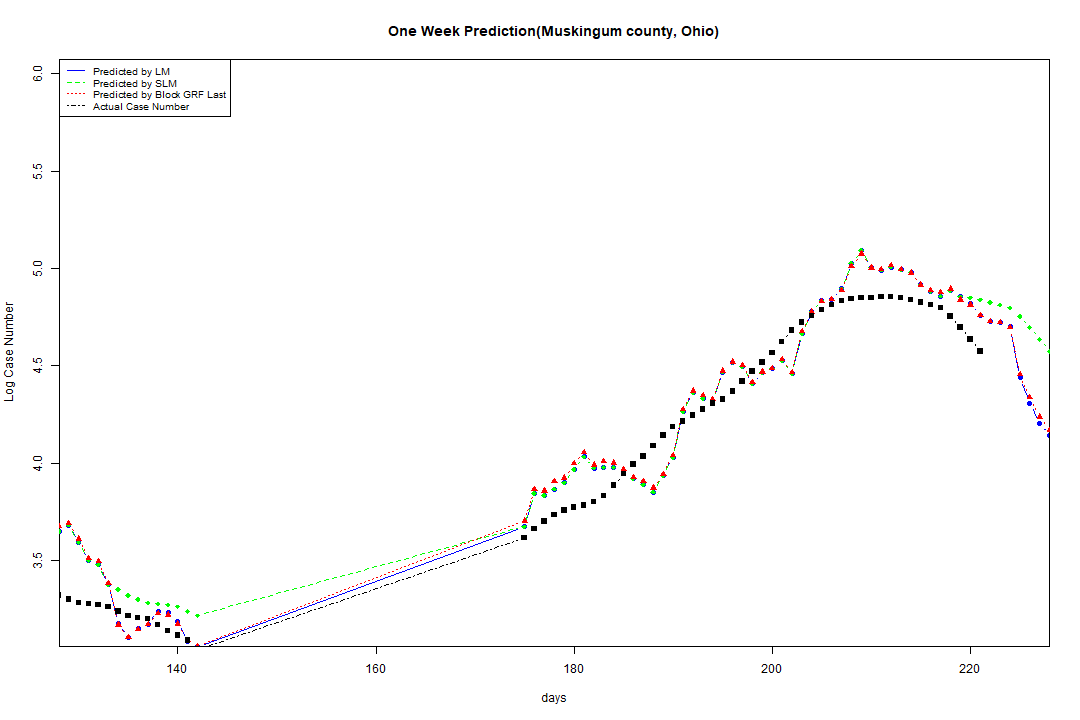 One Week Prediction(Muskingum county, Ohio)
Predicted by LM
Predicted by SLM
Predicted by Block GRF Last
Actual Case Number
6.0
5.5
5.0
4.5
4.0
3.5
Log Case Number
140
160
180
200
220
days